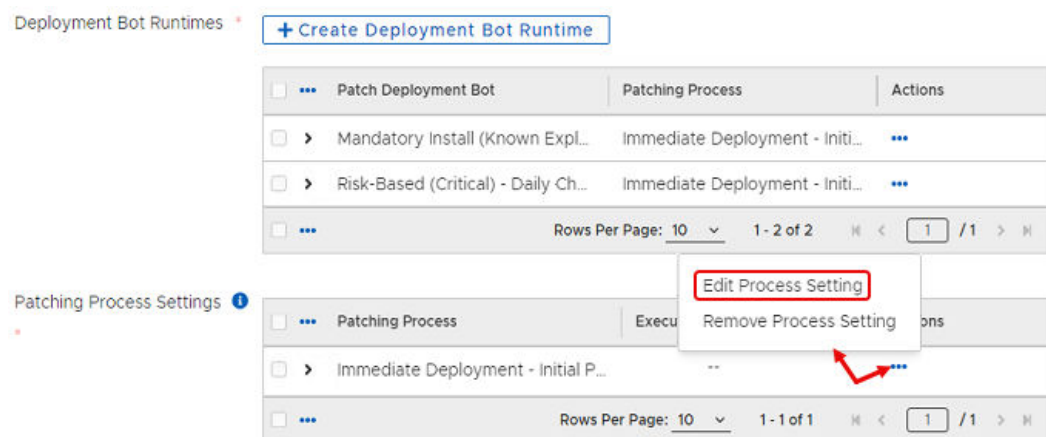 Deployment Bot Runtimes *
+ Create Deployment Bot Runtime
••• Patch Deployment Bot Patching Process Actions
> Mandatory Install (Known Expl... Immediate Deployment - Initi... •••
> Risk-Based (Critical) - Daily Ch... Immediate Deployment - Initi... •••
••• Rows Per Page: 10 1 - 2 of 2 1 / 1
Edit Process Setting
Remove Process Setting
Patching Process Settings *
••• Patching Process Execu ons
> Immediate Deployment - Initial P... -- •••
••• Rows Per Page: 10 1 - 1 of 1 1 / 1